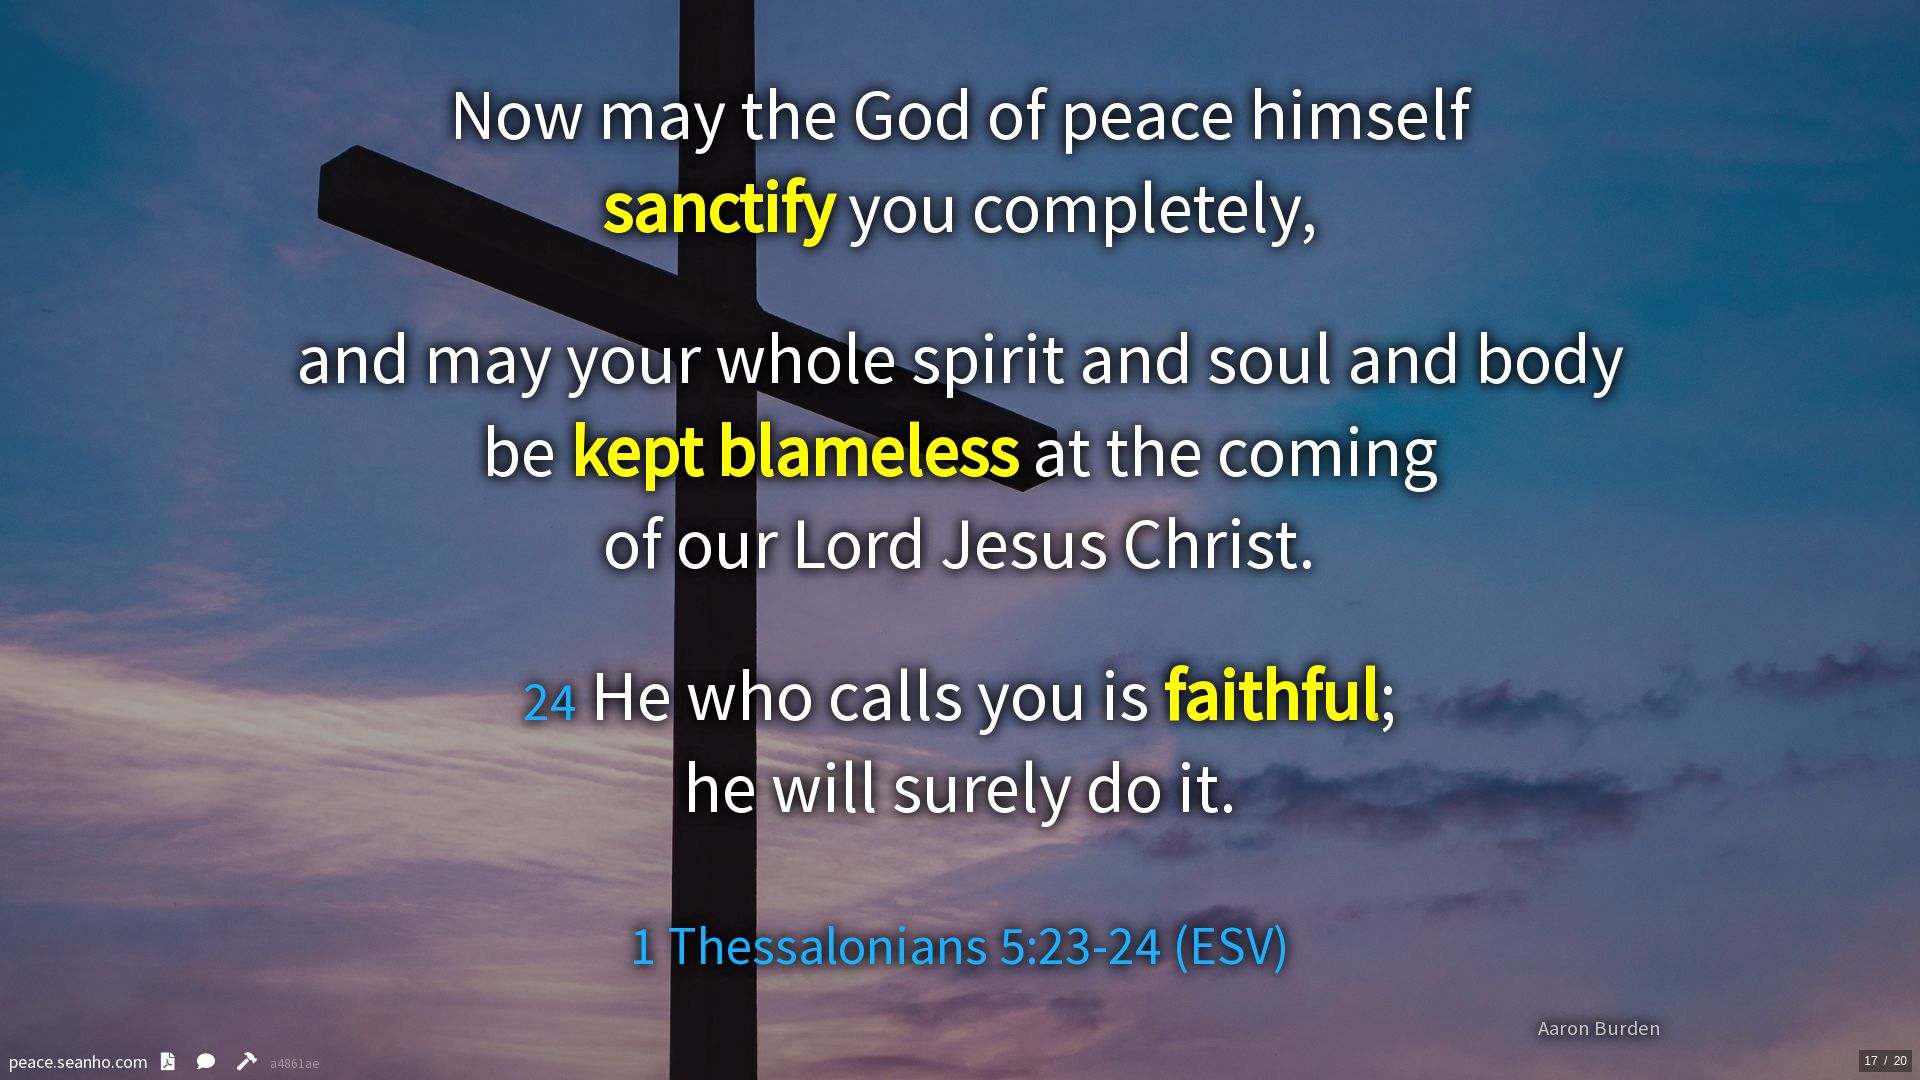 Now may the God of peace himself
sanctify you completely,
and may your whole spirit and soul and body
be kept blameless at the coming
of our Lord Jesus Christ.
24 He who calls you is faithful;
he will surely do it.
1 Thessalonians 5:23-24 (ESV)
Aaron Burden
peace.seanho.com a4861ae
17 / 20